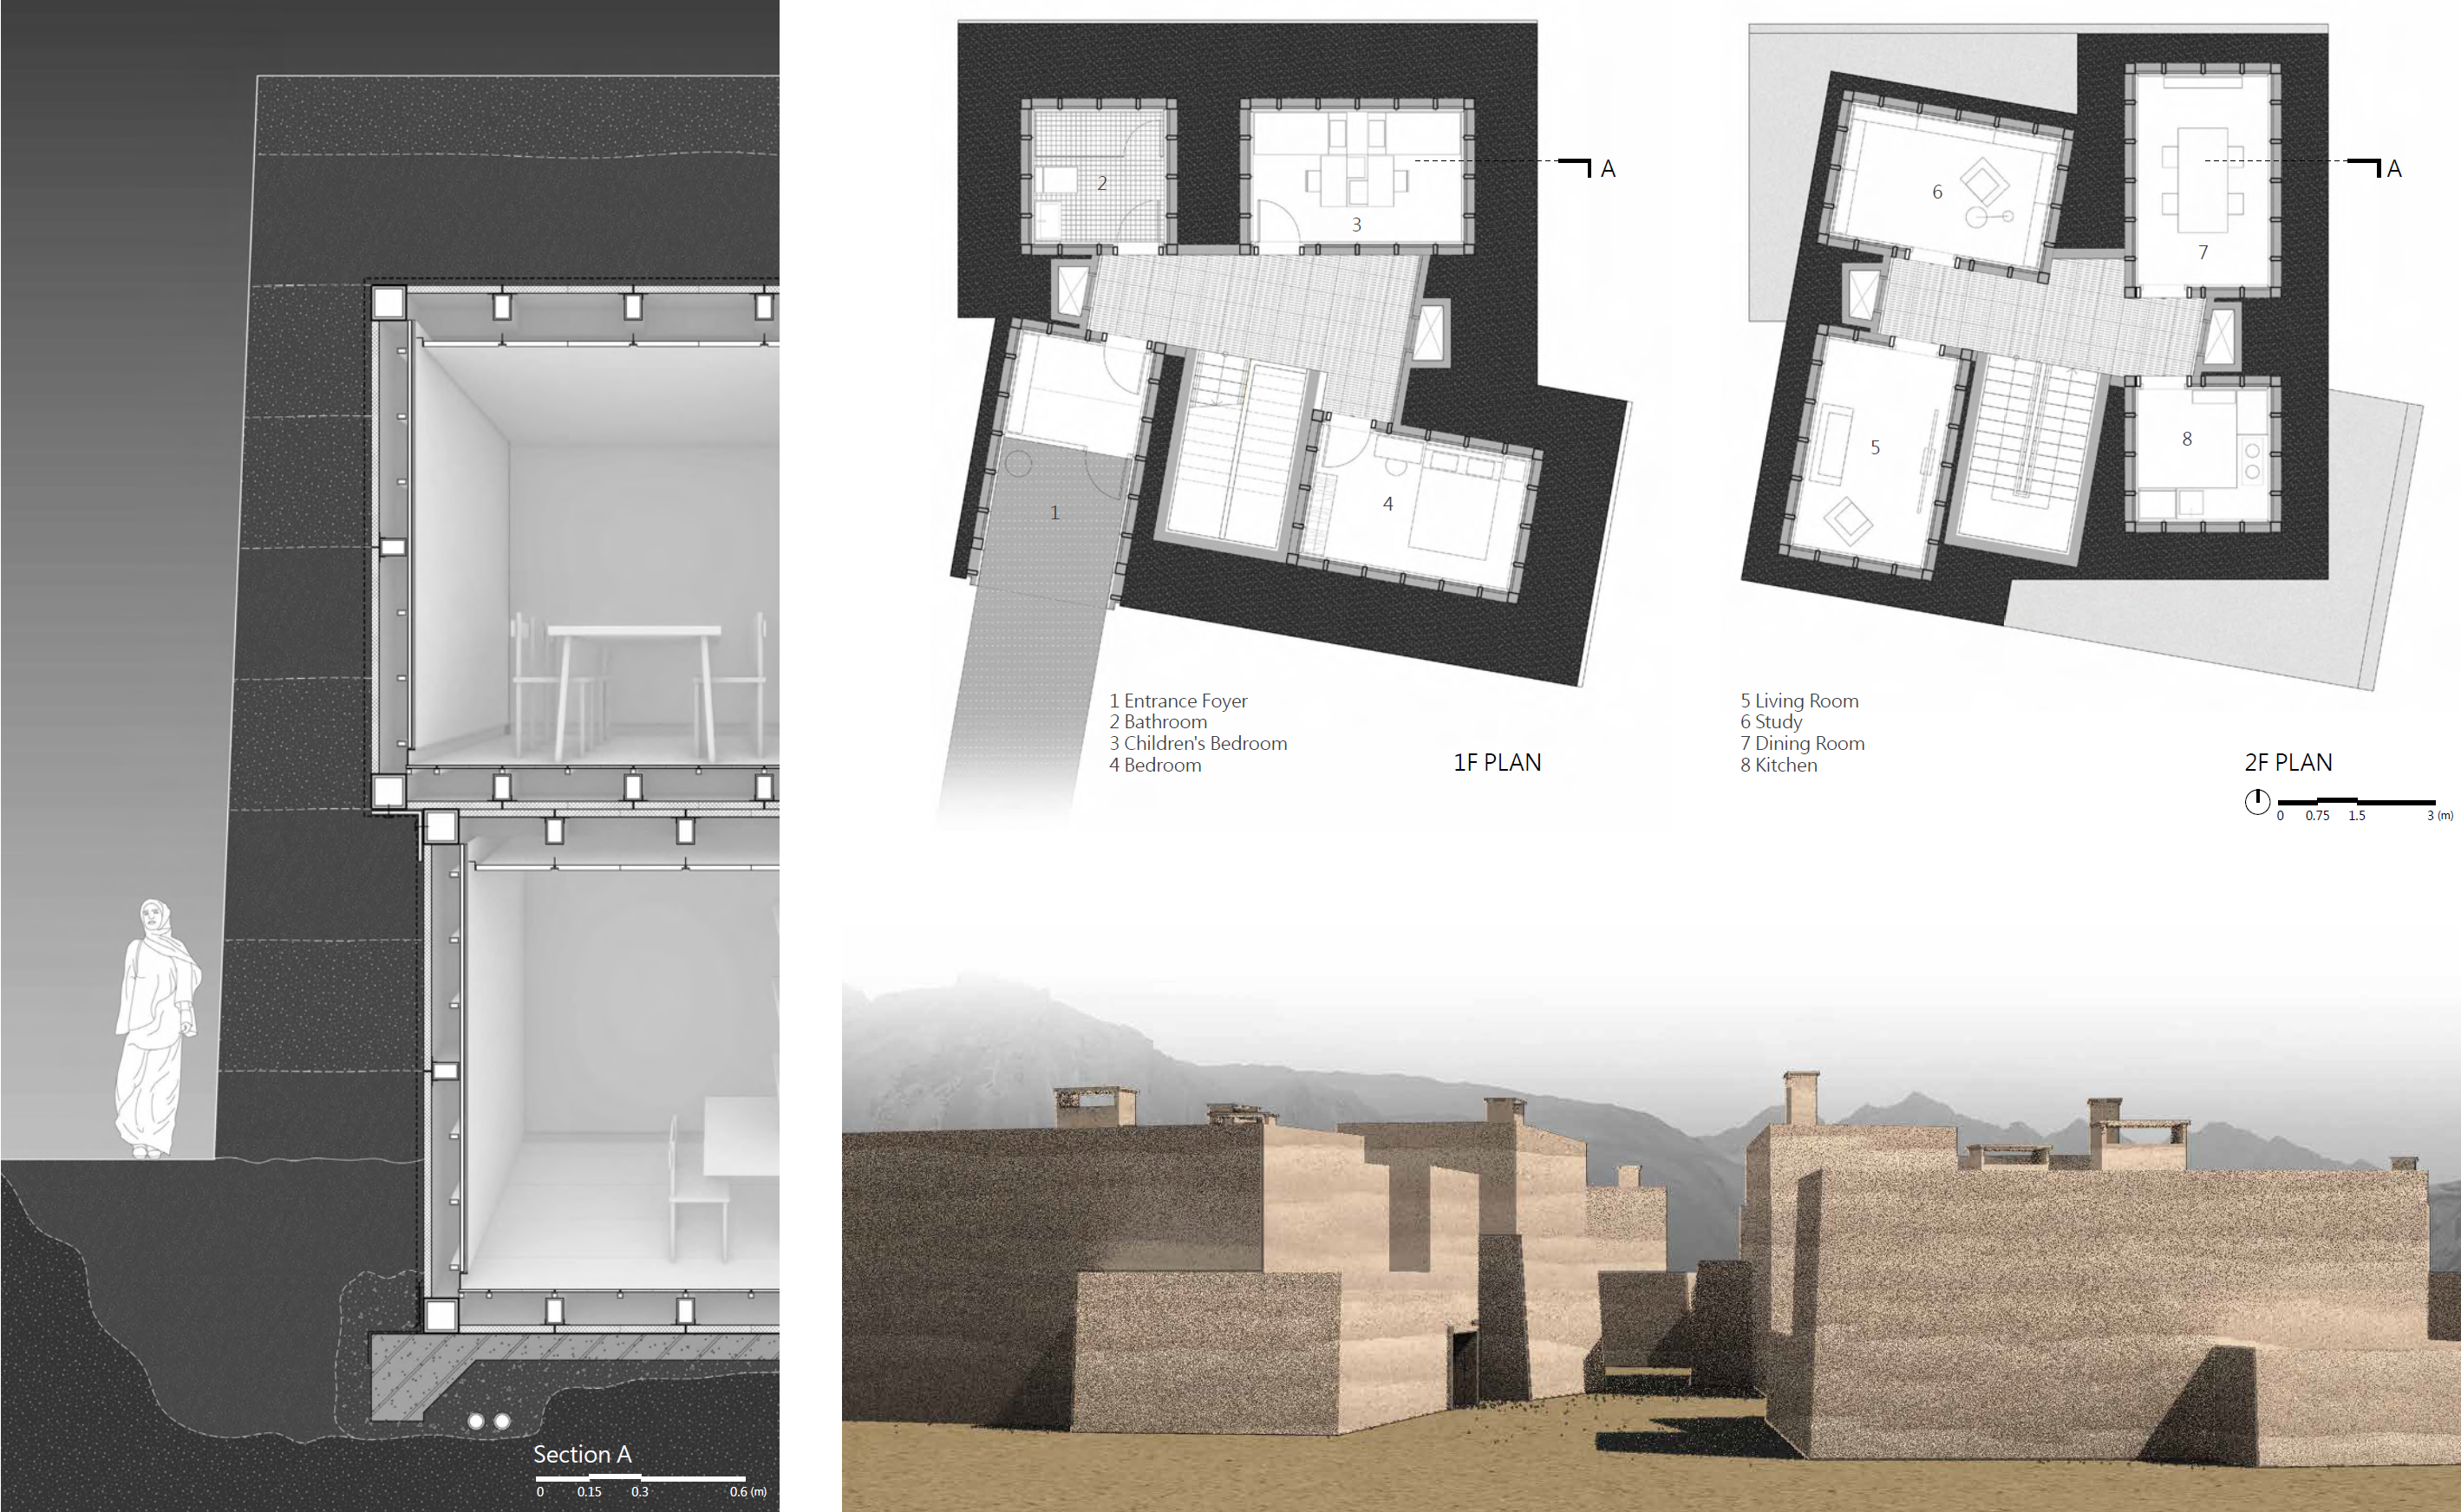 Section A
0 0.15 0.3 0.6 (m)
2
3
A
1
4
1 Entrance Foyer
2 Bathroom
3 Children's Bedroom
4 Bedroom
1F PLAN
6
7
A
5
8
5 Living Room
6 Study
7 Dining Room
8 Kitchen
2F PLAN
0 0.75 1.5 3 (m)